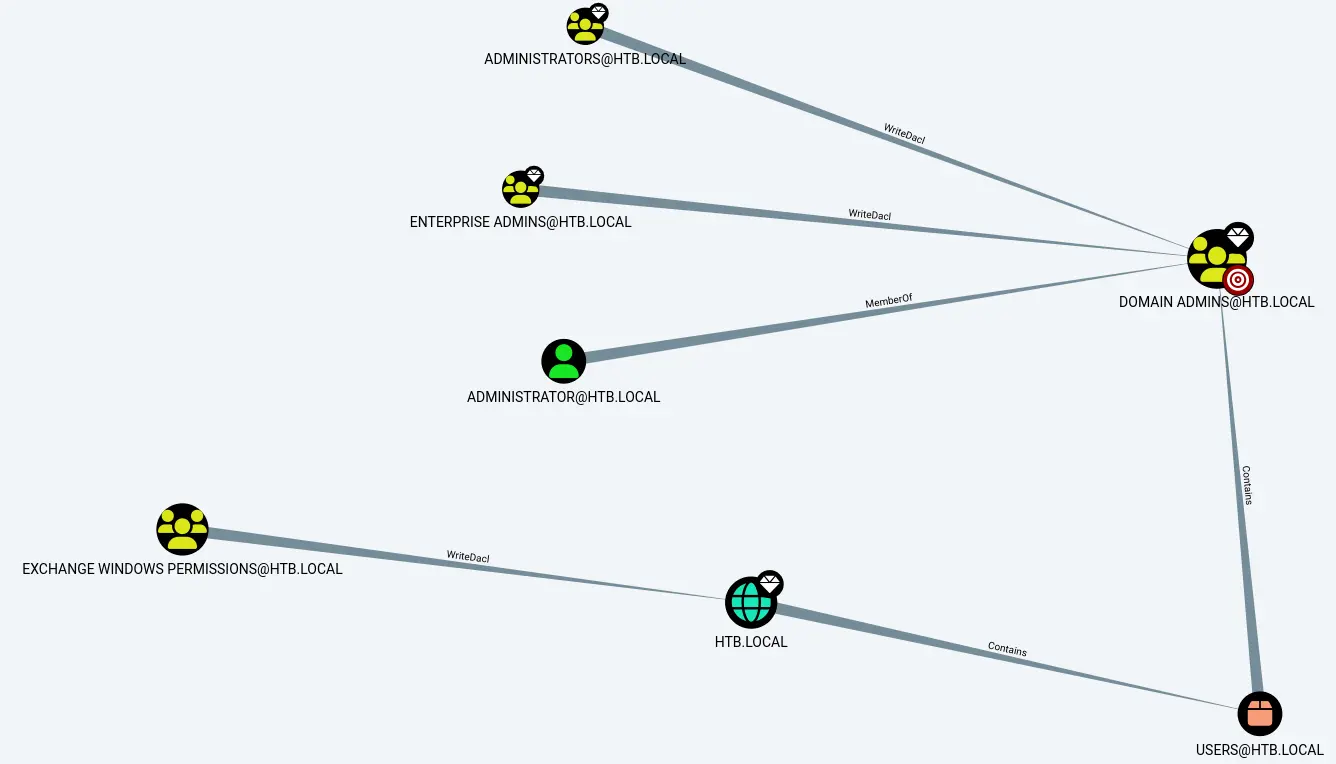 ADMINISTRATORS@HTB.LOCAL
WriteDacl
ENTERPRISE ADMINS@HTB.LOCAL
WriteDacl
DOMAIN ADMINS@HTB.LOCAL
MemberOf
ADMINISTRATOR@HTB.LOCAL
Contains
EXCHANGE WINDOWS PERMISSIONS@HTB.LOCAL
WriteDacl
HTB.LOCAL
Contains
USERS@HTB.LOCAL